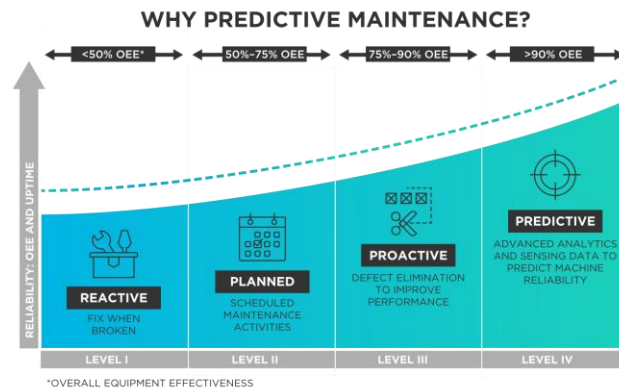 WHY PREDICTIVE MAINTENANCE?
<50% OEE*
50%–75% OEE
75%–90% OEE
>90% OEE
RELIABILITY: OEE AND UPTIME
REACTIVE
FIX WHEN
BROKEN
PLANNED
SCHEDULED
MAINTENANCE
ACTIVITIES
PROACTIVE
DEFECT ELIMINATION
TO IMPROVE
PERFORMANCE
PREDICTIVE
ADVANCED ANALYTICS
AND SENSING DATA TO
PREDICT MACHINE
RELIABILITY
LEVEL I
LEVEL II
LEVEL III
LEVEL IV
*OVERALL EQUIPMENT EFFECTIVENESS